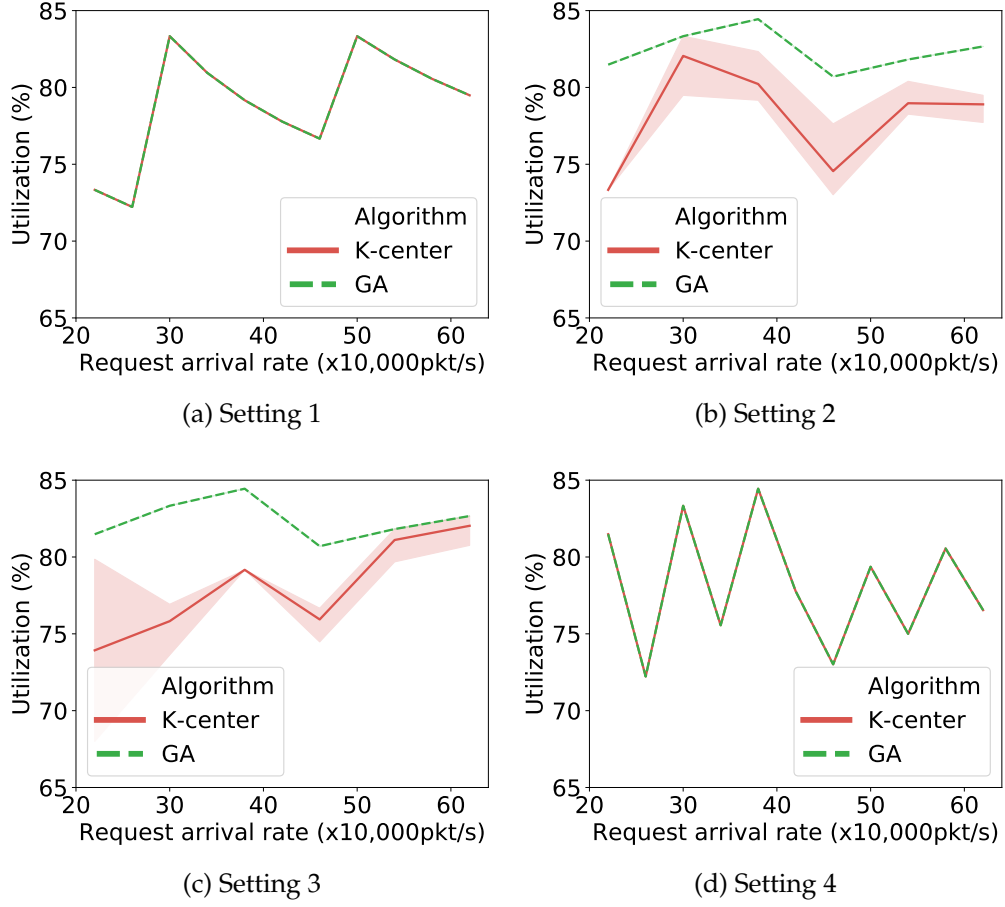 85
80
75
70
65
Utilization (%)
Algorithm
K-center
GA
20 30 40 50 60
Request arrival rate (x10,000pkt/s)
(a) Setting 1
85
80
75
70
65
Utilization (%)
Algorithm
K-center
GA
20 30 40 50 60
Request arrival rate (x10,000pkt/s)
(b) Setting 2
85
80
75
70
65
Utilization (%)
Algorithm
K-center
GA
20 30 40 50 60
Request arrival rate (x10,000pkt/s)
(c) Setting 3
85
80
75
70
65
Utilization (%)
Algorithm
K-center
GA
20 30 40 50 60
Request arrival rate (x10,000pkt/s)
(d) Setting 4